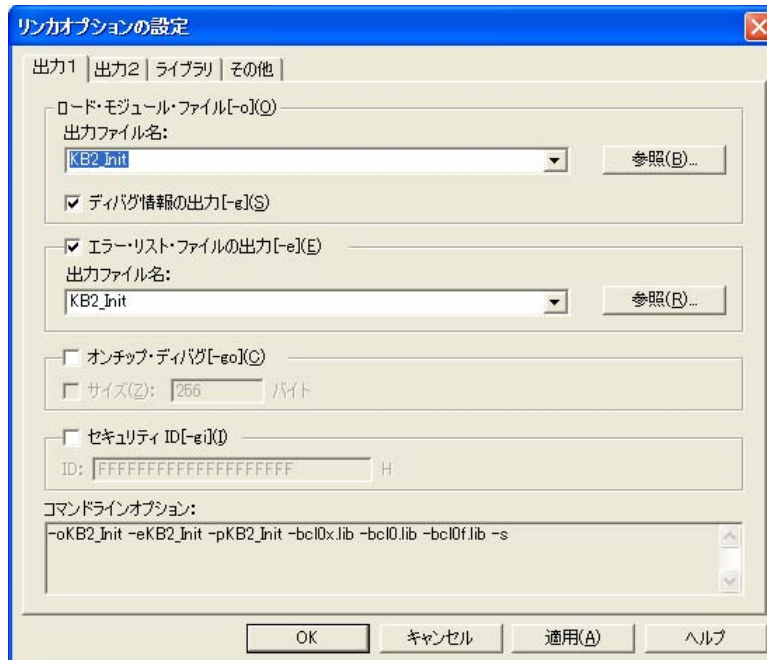 リンカオプションの設定
出力1 出力2 ライブラリ その他
ロード・モジュール・ファイル[-o](O)
出力ファイル名:
KB2_Init
参照(B)...
ディバグ情報の出力[-g](S)
エラー・リスト・ファイルの出力[-e](E)
出力ファイル名:
KB2_Init
参照(R)...
オンチップ・ディバグ[-go](C)
サイズ(Z): 256 バイト
セキュリティ ID[-gi](I)
ID: FFFFFFFFFFFFFFFFFFFF H
コマンドラインオプション:
-oKB2_Init -eKB2_Init -pKB2_Init -bcl0x.lib -bcl0.lib -bcl0f.lib -s
OK キャンセル 適用(A) ヘルプ